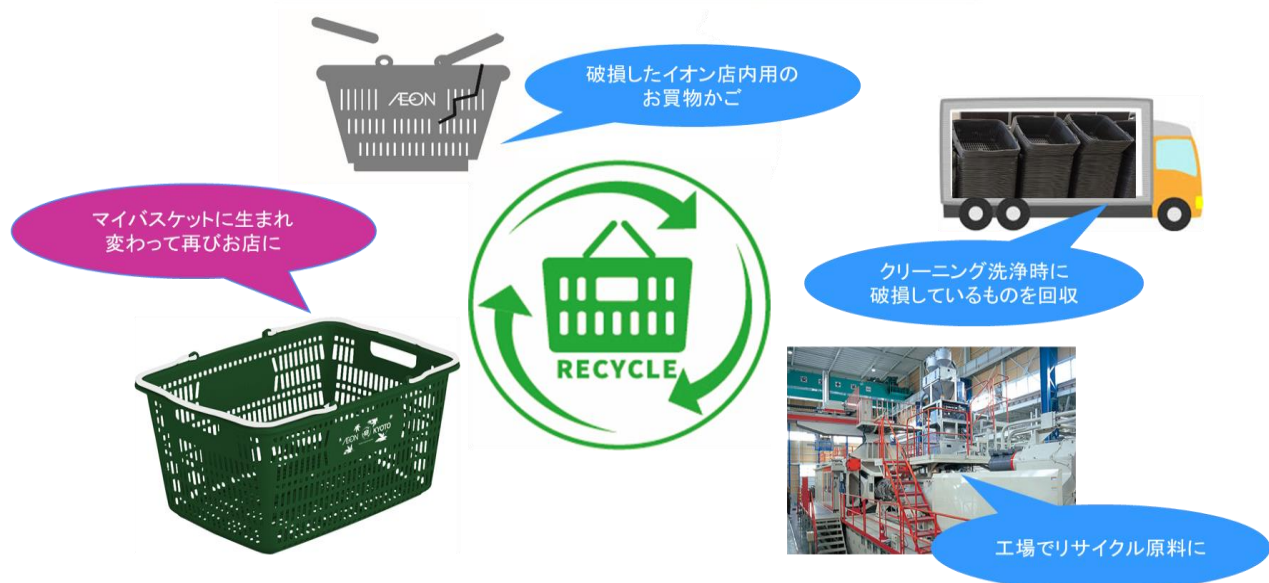 破損したイオン店内用の
お買物かご
ÆON
クリーニング洗浄時に
破損しているものを回収
マイバスケットに生まれ
変わって再びお店に
RECYCLE
ÆON
KYOTO
工場でリサイクル原料に